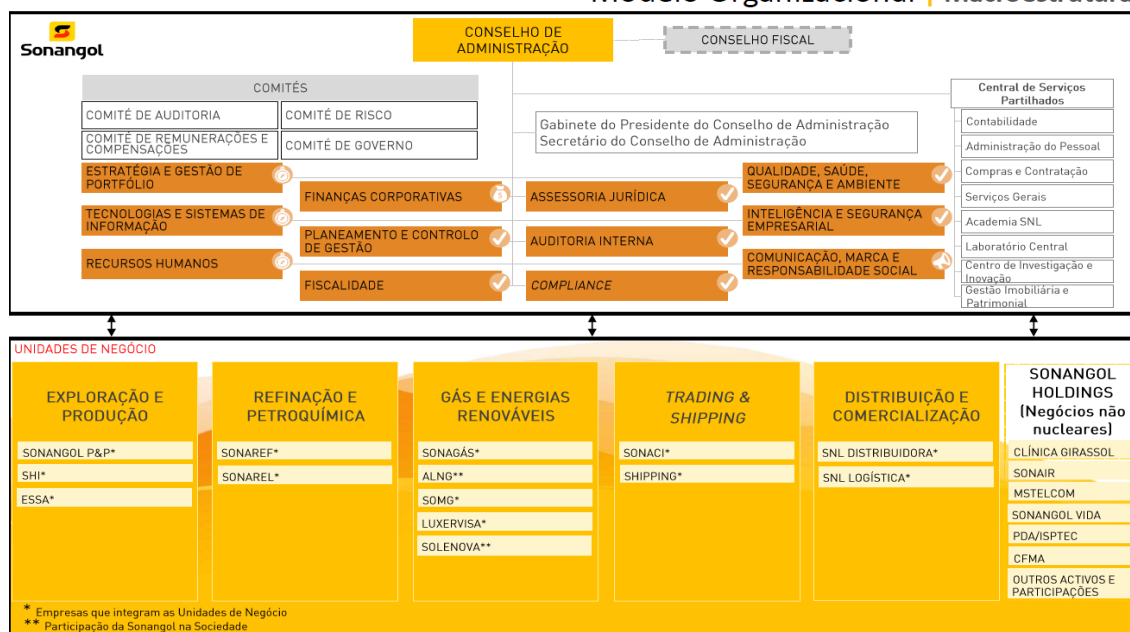 Modelo Organizacional | Macroestrutura
Sonangol
CONSELHO DE
ADMINISTRAÇÃO
CONSELHO FISCAL
COMITÉS
COMITÉ DE AUDITORIA
COMITÉ DE RISCO
COMITÉ DE REMUNERAÇÕES E
COMPENSAÇÕES
COMITÉ DE GOVERNO
Gabinete do Presidente do Conselho de Administração
Secretário do Conselho de Administração
Central de Serviços
Partilhados
Contabilidade
Administração do Pessoal
Compras e Contratação
Serviços Gerais
Academia SNL
Laboratório Central
Centro de Investigação e
Inovação
Gestão Imobiliária e
Patrimonial
ESTRATÉGIA E GESTÃO DE
PORTFÓLIO
TECNOLOGIAS E SISTEMAS DE
INFORMAÇÃO
RECURSOS HUMANOS
FINANÇAS CORPORATIVAS
PLANEAMENTO E CONTROLO
DE GESTÃO
FISCALIDADE
ASSESSORIA JURÍDICA
AUDITORIA INTERNA
COMPLIANCE
QUALIDADE, SAÚDE,
SEGURANÇA E AMBIENTE
INTELIGÊNCIA E SEGURANÇA
EMPRESARIAL
COMUNICAÇÃO, MARCA E
RESPONSABILIDADE SOCIAL
UNIDADES DE NEGÓCIO
EXPLORAÇÃO E
PRODUÇÃO
SONANGOL P&P*
SHI*
ESSA*
REFINAÇÃO E
PETROQUÍMICA
SONAREF*
SONAREL*
GÁS E ENERGIAS
RENOVÁVEIS
SONAGÁS*
ALNG**
SOMG*
LUXERVISA*
SOLENOVA**
TRADING &
SHIPPING
SONACI*
SHIPPING*
DISTRIBUIÇÃO E
COMERCIALIZAÇÃO
SNL DISTRIBUIDORA*
SNL LOGÍSTICA*
SONANGOL
HOLDINGS
(Negócios não
nucleares)
CLÍNICA GIRASSOL
SONAIR
MSTELCOM
SONANGOL VIDA
PDA/ISPTEC
CFMA
OUTROS ACTIVOS E
PARTICIPAÇÕES
* Empresas que integram as Unidades de Negócio
** Participação da Sonangol na Sociedade